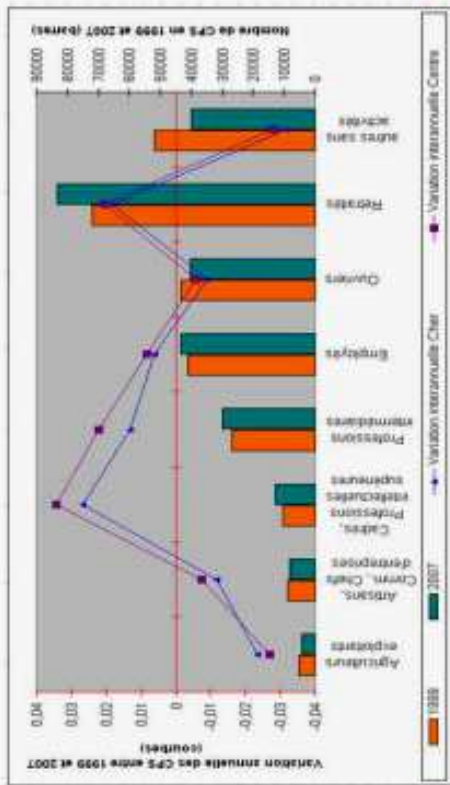 Nombre de CPS en 1999 et 2007 (barres)
90000
80000
70000
60000
50000
40000
30000
20000
10000
0
0,04
0,03
0,02
0,01
0
-0,01
-0,02
-0,03
-0,04
Variation annuelle des CPS entre 1999 et 2007
(courbes)
Agriculteurs
exploitants
Artisans,
Comm., Chefs
d'entreprises
Cadres,
Professions
intellectuelles
supérieures
Professions
intermédiaires
Employés
Ouvriers
Retraités
autres sans
activités
1999
2007
Variation interannuelle Cher
Variation interannuelle Centre